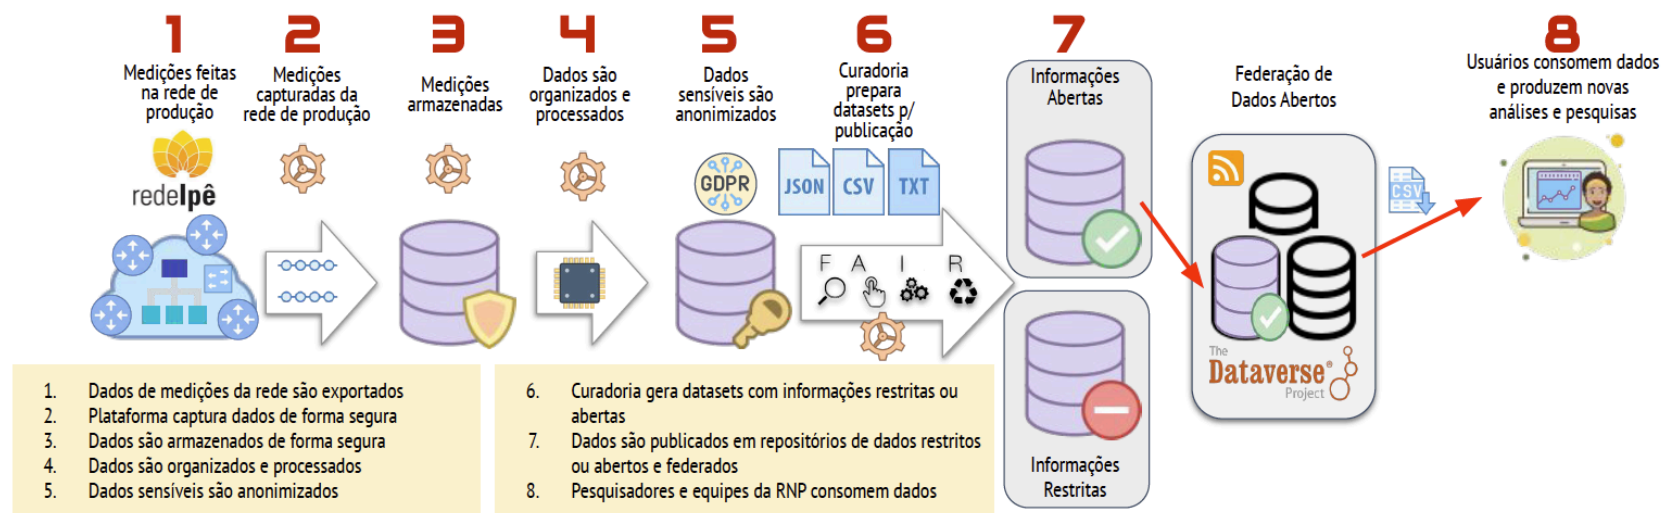 1
Medições feitas
na rede de
produção
redeIpê
2
Medições
capturadas da
rede de produção
3
Medições
armazenadas
4
Dados são
organizados e
processados
5
Dados
sensíveis são
anonimizados
GDPR
6
Curadoria
prepara
datasets p/
publicação
JSON
CSV
TXT
F A I R
7
Informações
Abertas
Informações
Restritas
Federação de
Dados Abertos
The
Dataverse®
Project
CSV
8
Usuários consomem dados
e produzem novas
análises e pesquisas
1. Dados de medições da rede são exportados
2. Plataforma captura dados de forma segura
3. Dados são armazenados de forma segura
4. Dados são organizados e processados
5. Dados sensíveis são anonimizados
6. Curadoria gera datasets com informações restritas ou
abertas
7. Dados são publicados em repositórios de dados restritos
ou abertos e federados
8. Pesquisadores e equipes da RNP consomem dados